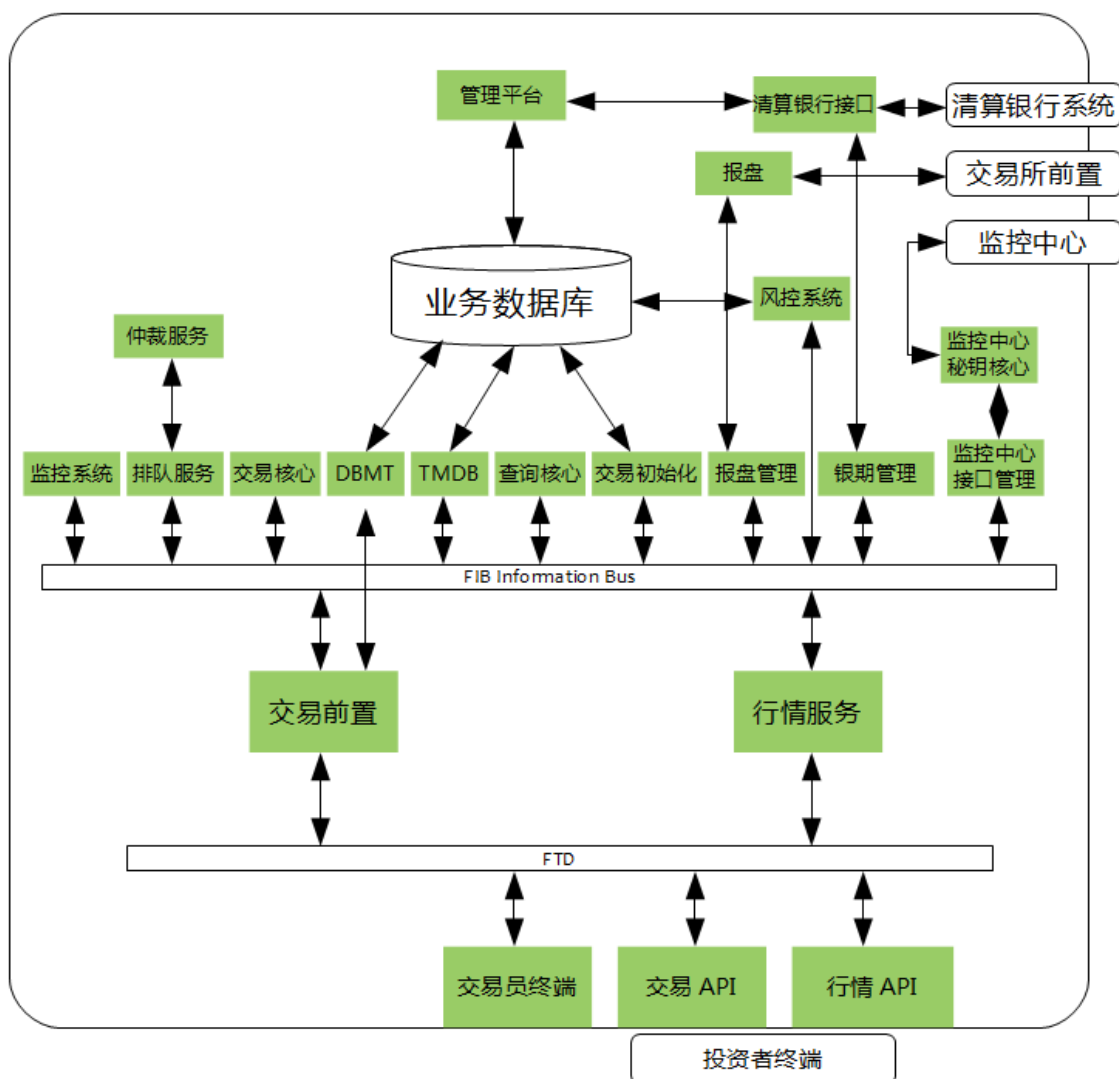 管理平台
清算银行接口
清算银行系统
报盘
交易所前置
监控中心
业务数据库
风控系统
仲裁服务
监控中心
秘钥核心
监控系统
排队服务
交易核心
DBMT
TMDB
查询核心
交易初始化
报盘管理
银期管理
监控中心
接口管理
FIB Information Bus
交易前置
行情服务
FTD
交易员终端
交易 API
行情 API
投资者终端